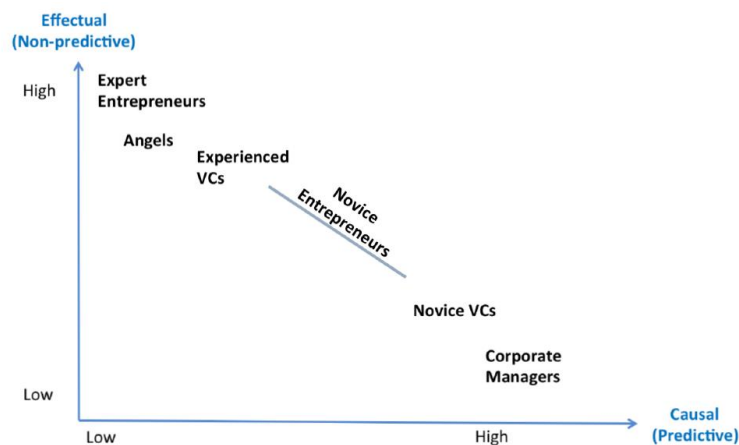 Effectual
(Non-predictive)
High
Expert
Entrepreneurs
Angels
Experienced
VCs
Novice
Entrepreneurs
Novice VCs
Corporate
Managers
Low
Causal
(Predictive)
Low
High